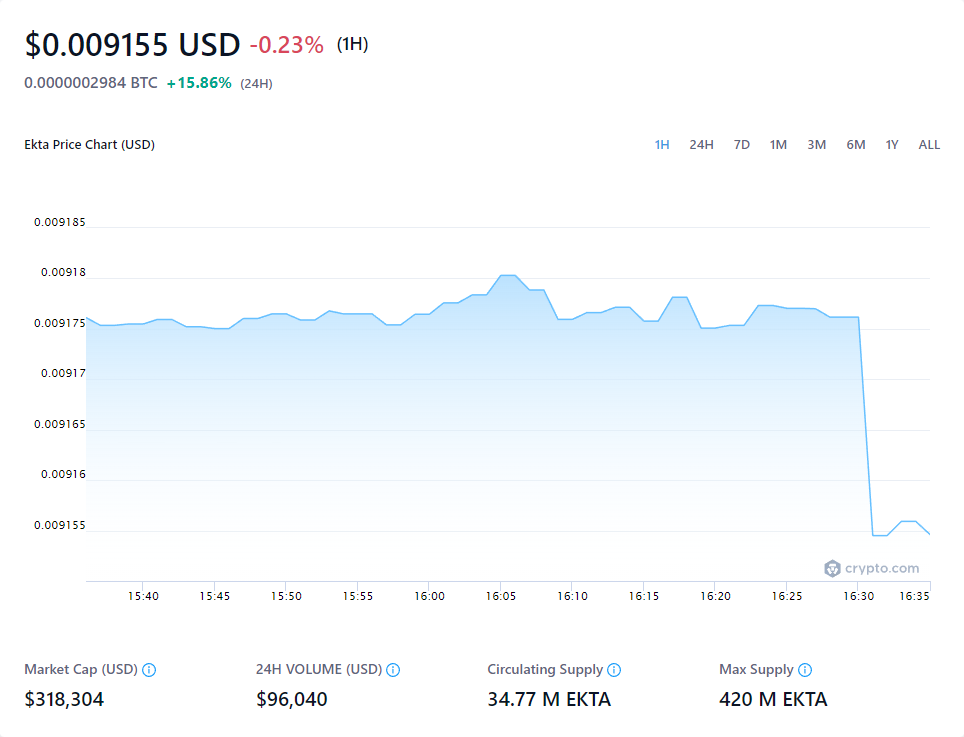 $0.009155 USD -0.23% (1H)
0.0000002984 BTC +15.86% (24H)
Ekta Price Chart (USD) 1H 24H 7D 1M 3M 6M 1Y ALL
0.009185
0.00918
0.009175
0.00917
0.009165
0.00916
0.009155
crypto.com
15:40 15:45 15:50 15:55 16:00 16:05 16:10 16:15 16:20 16:25 16:30 16:35
Market Cap (USD) 24H VOLUME (USD) Circulating Supply Max Supply
$318,304 $96,040 34.77 M EKTA 420 M EKTA